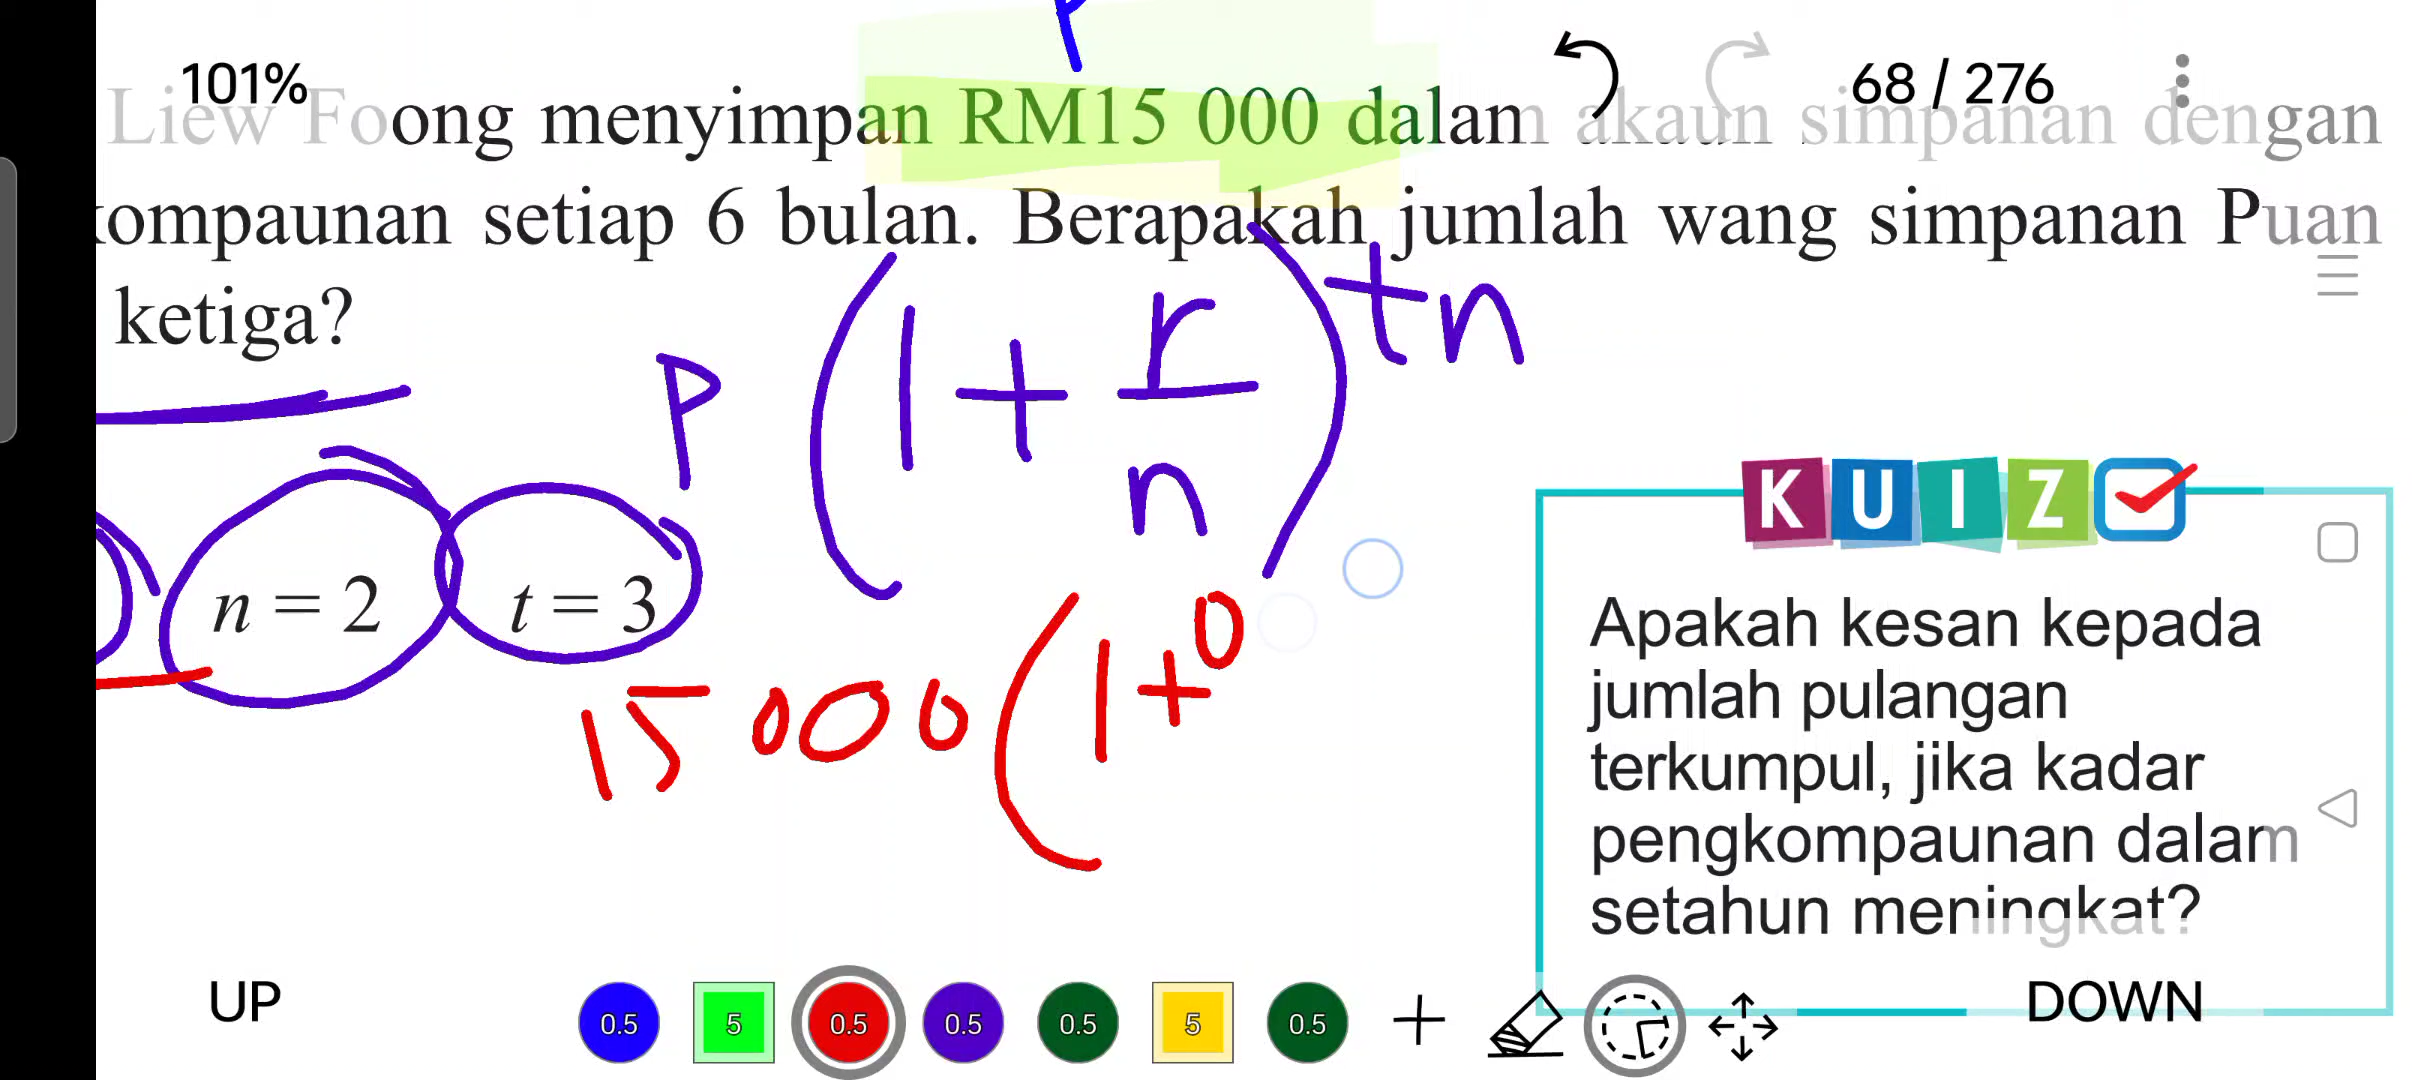 101%
68 / 276
P
Liew Foong menyimpan RM15 000 dalam akaun simpanan dengan
kompaunan setiap 6 bulan. Berapakah jumlah wang simpanan Puan
ketiga?
P (1 + r/n)^tn
n = 2 t = 3
15 000 (1 + 0
KUIZ
Apakah kesan kepada
jumlah pulangan
terkumpul, jika kadar
pengkompaunan dalam
setahun meningkat?
UP
0.5 5 0.5 0.5 0.5 5 0.5
DOWN